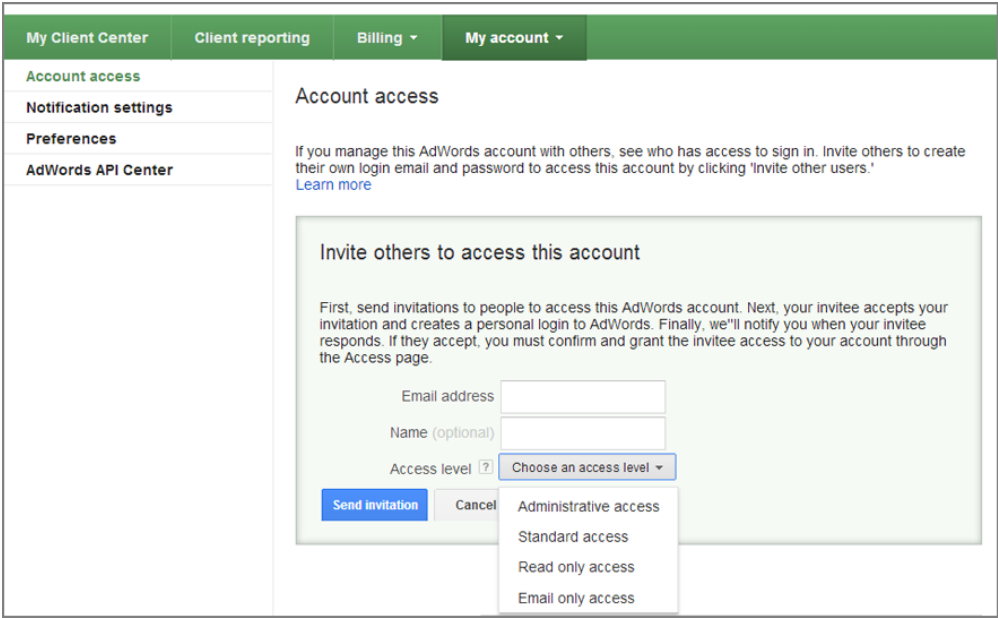 My Client Center
Client reporting
Billing
My account
Account access
Notification settings
Preferences
AdWords API Center
Account access
If you manage this AdWords account with others, see who has access to sign in. Invite others to create
their own login email and password to access this account by clicking 'Invite other users.'
Learn more
Invite others to access this account
First, send invitations to people to access this AdWords account. Next, your invitee accepts your
invitation and creates a personal login to AdWords. Finally, we''ll notify you when your invitee
responds. If they accept, you must confirm and grant the invitee access to your account through
the Access page.
Email address
Name (optional)
Access level ? Choose an access level
Send invitation Cancel
Administrative access
Standard access
Read only access
Email only access